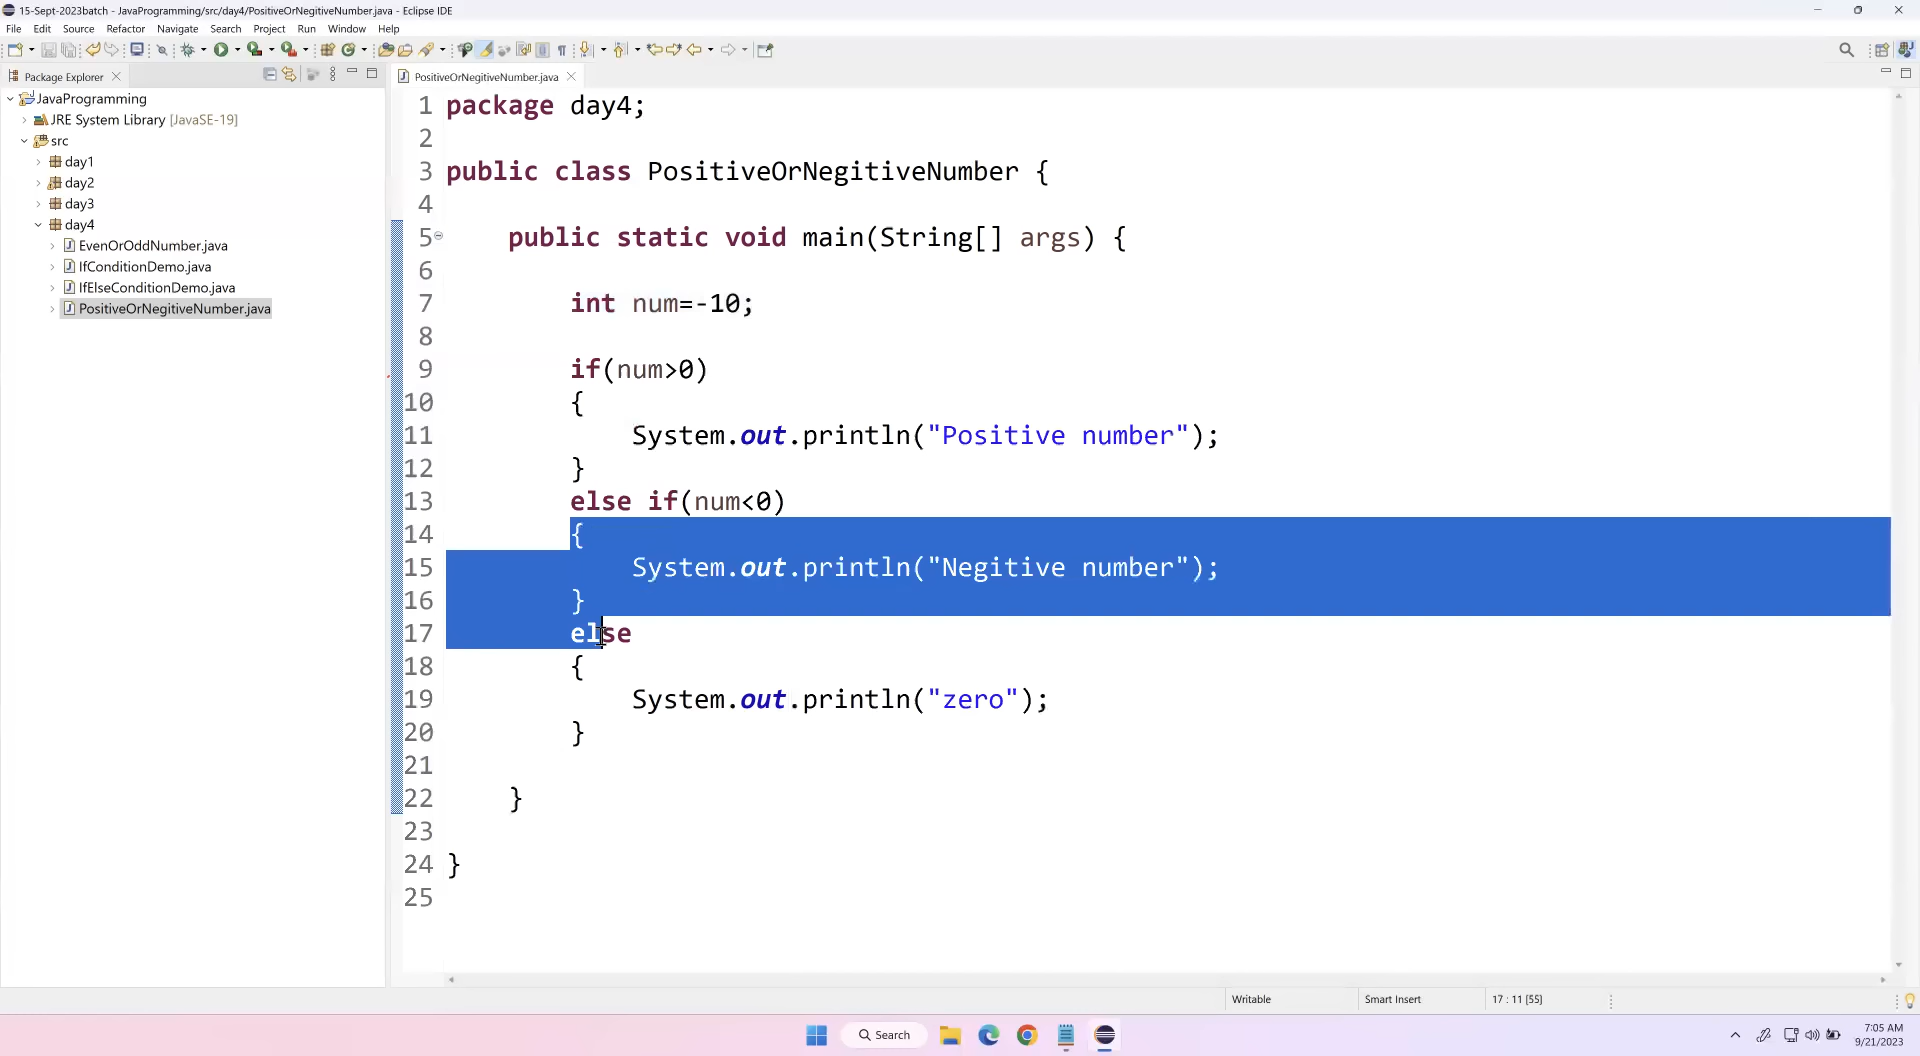 15-Sept-2023batch - JavaProgramming/src/day4/PositiveOrNegitiveNumber.java - Eclipse IDE
File Edit Source Refactor Navigate Search Project Run Window Help
Package Explorer
JavaProgramming
JRE System Library [JavaSE-19]
src
day1
day2
day3
day4
EvenOrOddNumber.java
IfConditionDemo.java
IfElseConditionDemo.java
PositiveOrNegitiveNumber.java
PositiveOrNegitiveNumber.java
1 package day4;
2
3 public class PositiveOrNegitiveNumber {
4
5 public static void main(String[] args) {
6
7 int num=-10;
8
9 if(num>0)
10 {
11 System.out.println("Positive number");
12 }
13 else if(num<0)
14 {
15 System.out.println("Negitive number");
16 }
17 else
18 {
19 System.out.println("zero");
20 }
21
22 }
23
24 }
25
Writable Smart Insert 17 : 11 [55]
Search
7:05 AM
9/21/2023